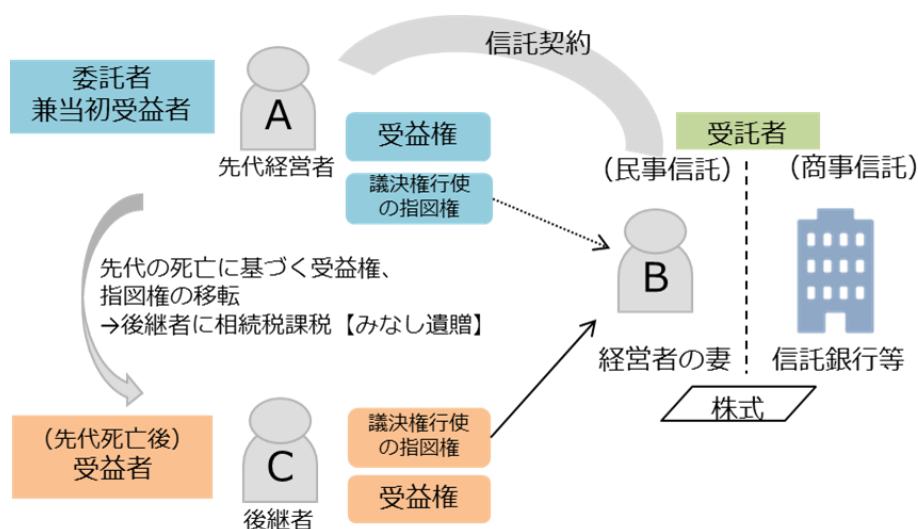 信託契約
委託者
兼当初受益者
A
先代経営者
受益権
議決権行使
の指図権
受託者
（民事信託）
（商事信託）
B
経営者の妻
信託銀行等
株式
先代の死亡に基づく受益権、
指図権の移転
→後継者に相続税課税【みなし遺贈】
（先代死亡後）
受益者
C
後継者
議決権行使
の指図権
受益権